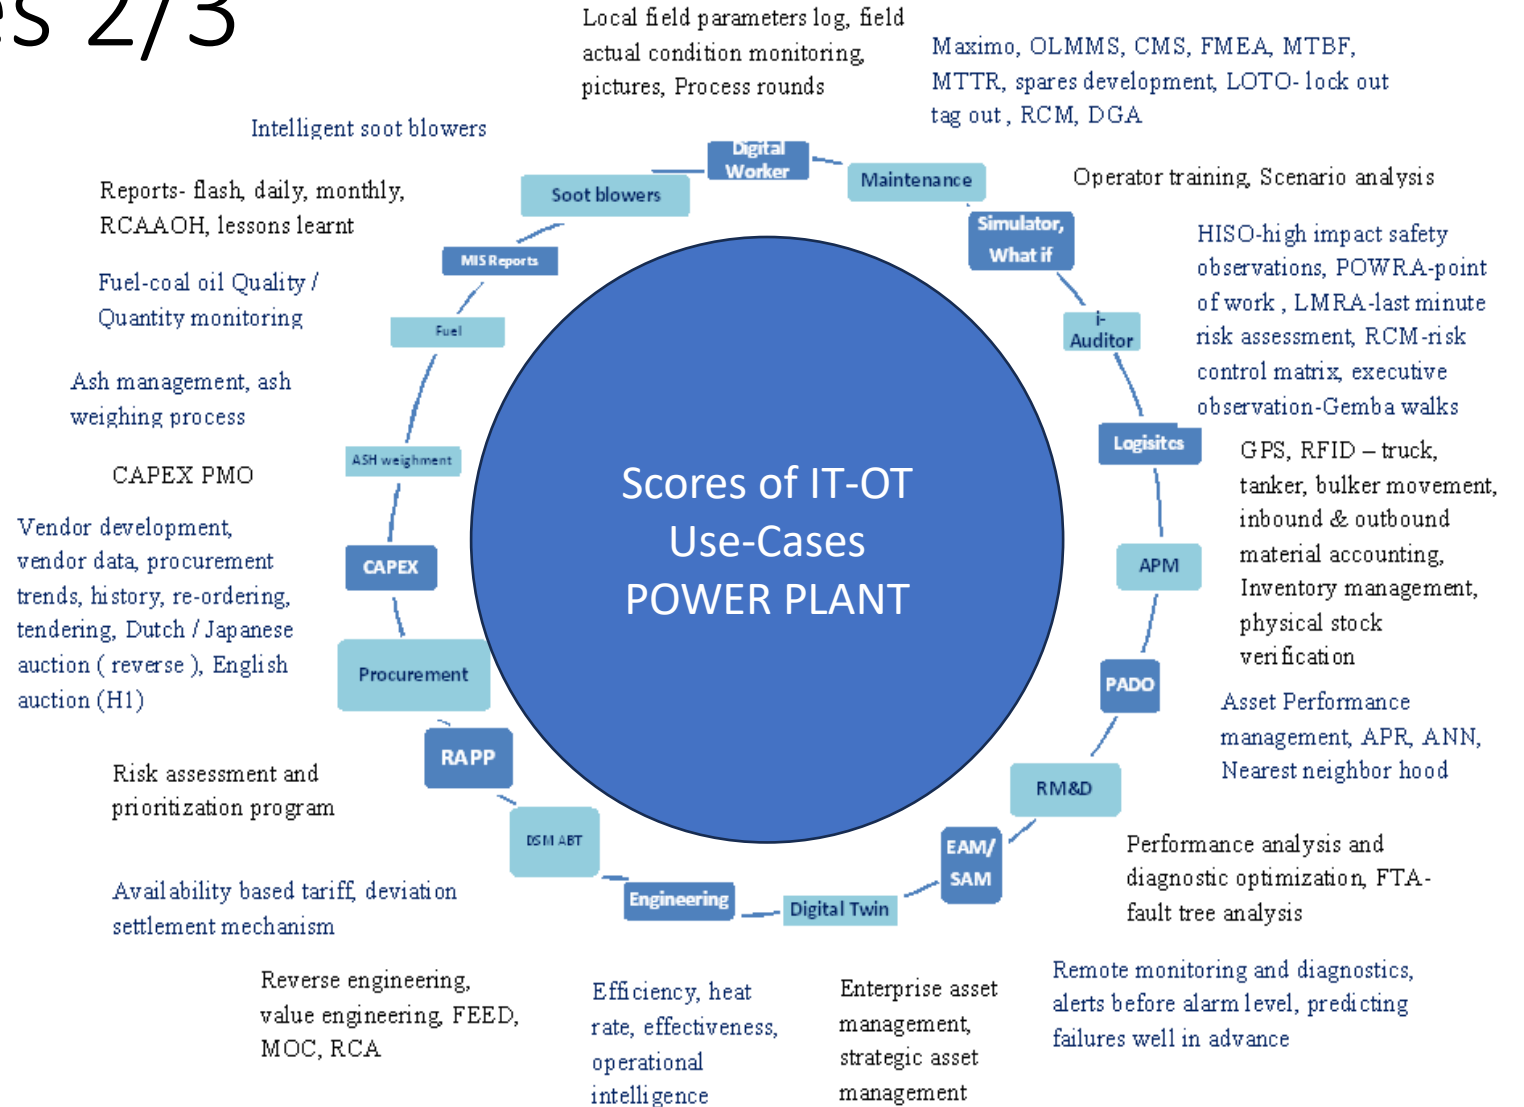 es 2/3
Local field parameters log, field
actual condition monitoring,
pictures, Process rounds
Maximo, OLMMS, CMS, FMEA, MTBF,
MTTR, spares development, LOTO- lock out
tag out , RCM, DGA
Intelligent soot blowers
Digital
Worker
Maintenance
Operator training, Scenario analysis
Soot blowers
Reports- flash, daily, monthly,
RCAAOH, lessons learnt
Simulator,
What if
HISO-high impact safety
observations, POWRA-point
of work , LMRA-last minute
risk assessment, RCM-risk
control matrix, executive
observation-Gemba walks
MIS Reports
Fuel-coal oil Quality /
Quantity monitoring
Fuel
i-
Auditor
Ash management, ash
weighing process
Logisitcs
GPS, RFID – truck,
tanker, bulker movement,
inbound & outbound
material accounting,
Inventory management,
physical stock
verification
ASH weighment
CAPEX PMO
Scores of IT-OT
Use-Cases
POWER PLANT
Vendor development,
vendor data, procurement
trends, history, re-ordering,
tendering, Dutch / Japanese
auction ( reverse ), English
auction (H1)
CAPEX
APM
Procurement
PADO
Asset Performance
management, APR, ANN,
Nearest neighbor hood
RAPP
Risk assessment and
prioritization program
RM&D
DSM ABT
EAM/
SAM
Performance analysis and
diagnostic optimization, FTA-
fault tree analysis
Engineering
Digital Twin
Availability based tariff, deviation
settlement mechanism
Reverse engineering,
value engineering, FEED,
MOC, RCA
Efficiency, heat
rate, effectiveness,
operational
intelligence
Enterprise asset
management,
strategic asset
management
Remote monitoring and diagnostics,
alerts before alarm level, predicting
failures well in advance